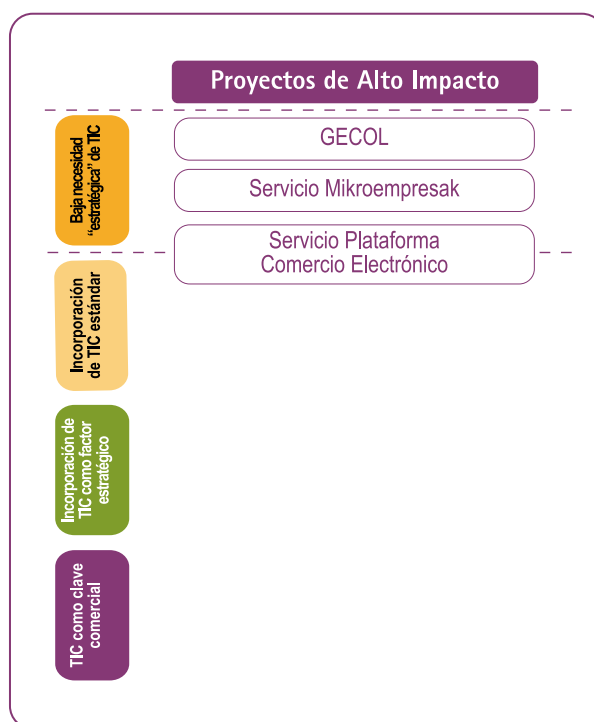 Proyectos de Alto Impacto
Baja necesidad
“estratégica” de TIC
GECOL
Servicio Mikroempresak
Servicio Plataforma
Comercio Electrónico
Incorporación
de TIC estándar
Incorporación de
TIC como factor
estratégico
TIC como clave
comercial